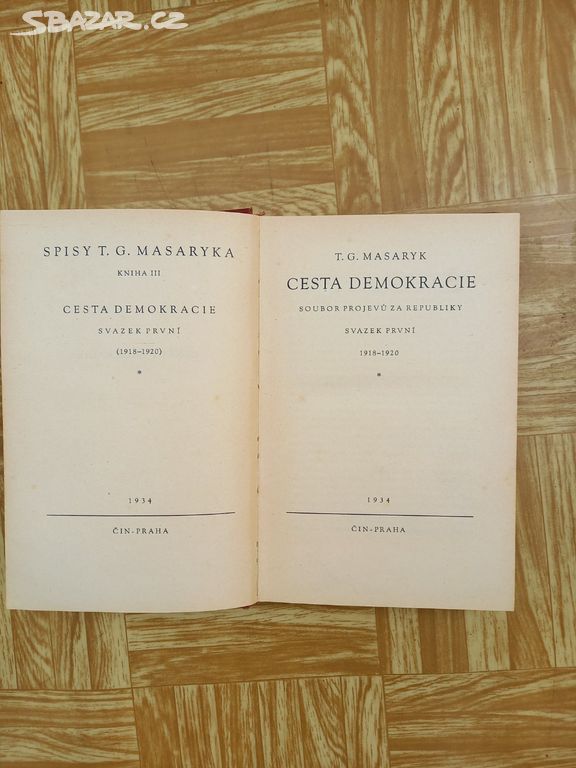 SBAZAR.CZ
SPISY T. G. MASARYKA
KNIHA III
CESTA DEMOKRACIE
SVAZEK PRVNÍ
(1918–1920)
*
1934
ČIN-PRAHA
T. G. MASARYK
CESTA DEMOKRACIE
SOUBOR PROJEVŮ ZA REPUBLIKY
SVAZEK PRVNÍ
1918–1920
*
1934
ČIN-PRAHA